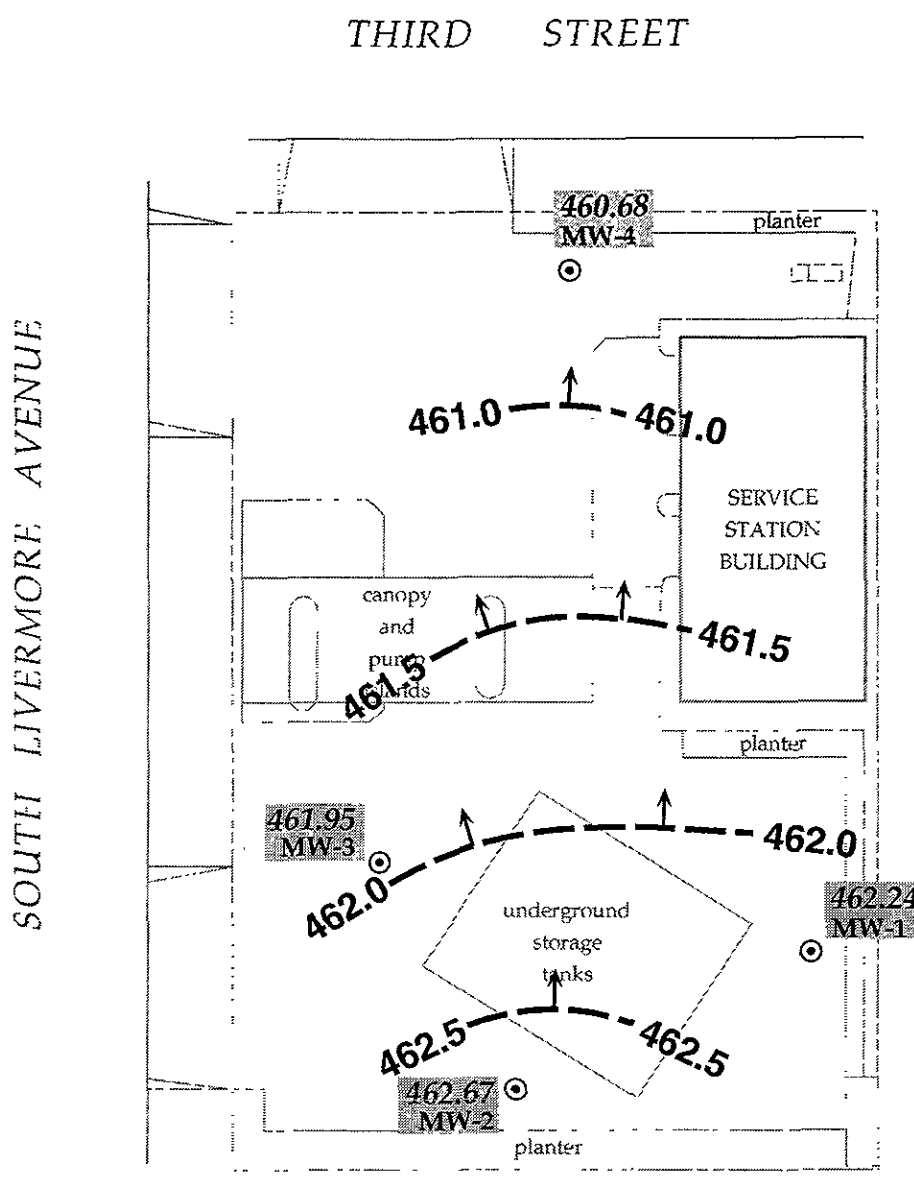 THIRD STREET
SOUTH LIVERMORE AVENUE
460.68
MW-4
planter
461.0
461.0
SERVICE
STATION
BUILDING
canopy
and
pump
islands
461.5
461.5
planter
461.95
MW-3
462.0
462.0
462.24
MW-1
underground
storage
tanks
462.5
462.5
462.67
MW-2
planter